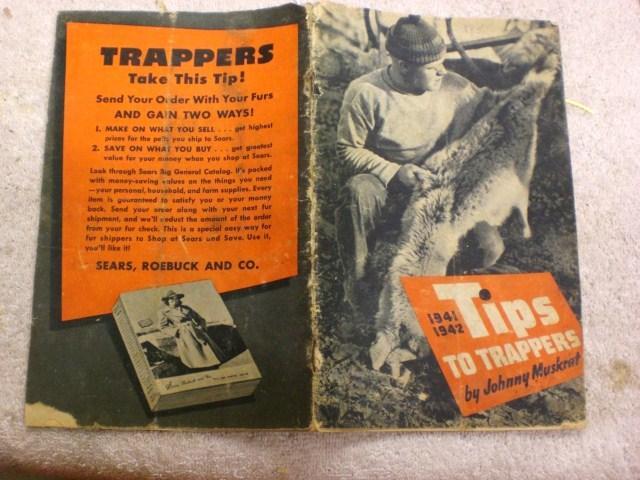 TRAPPERS
Take This Tip!
Send Your Order With Your Furs
AND GAIN TWO WAYS!
1. MAKE ON WHAT YOU SELL . . . get highest
prices for the pelts you ship to Sears.
2. SAVE ON WHAT YOU BUY . . . get greatest
value for your money when you shop at Sears.
Look through Sears Big General Catalog. It's packed
with money-saving values on the things you need
—your personal, household, and farm supplies. Every
item is guaranteed to satisfy you or your money
back. Send your order along with your next fur
shipment, and we'll deduct the amount of the order
from your fur check. This is a special easy way for
fur shippers to Shop at Sears and Save. Use it,
you'll like it!
SEARS, ROEBUCK AND CO.
1941
1942
Tips
TO TRAPPERS
by Johnny Muskrat